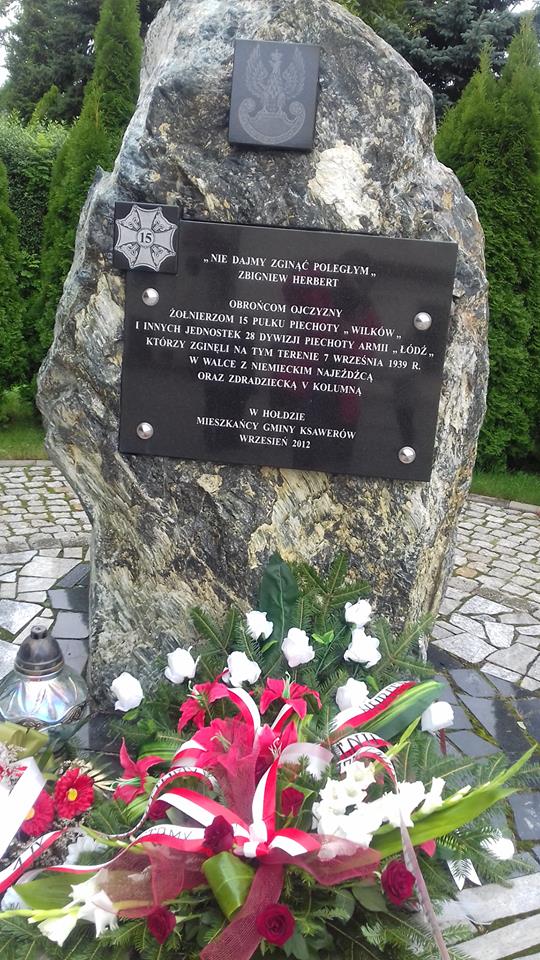 15
„NIE DAJMY ZGINĄĆ POLEGŁYM„
ZBIGNIEW HERBERT
OBROŃCOM OJCZYZNY
ŻOŁNIERZOM 15 PUŁKU PIECHOTY „WILKÓW„
I INNYCH JEDNOSTEK 28 DYWIZJI PIECHOTY ARMII „ŁÓDŹ„
KTÓRZY ZGINĘLI NA TYM TERENIE 7 WRZEŚNIA 1939 R.
W WALCE Z NIEMIECKIM NAJEŹDŹCĄ
ORAZ ZDRADZIECKĄ V KOLUMNĄ
W HOŁDZIE
MIESZKAŃCY GMINY KSAWERÓW
WRZESIEŃ 2012